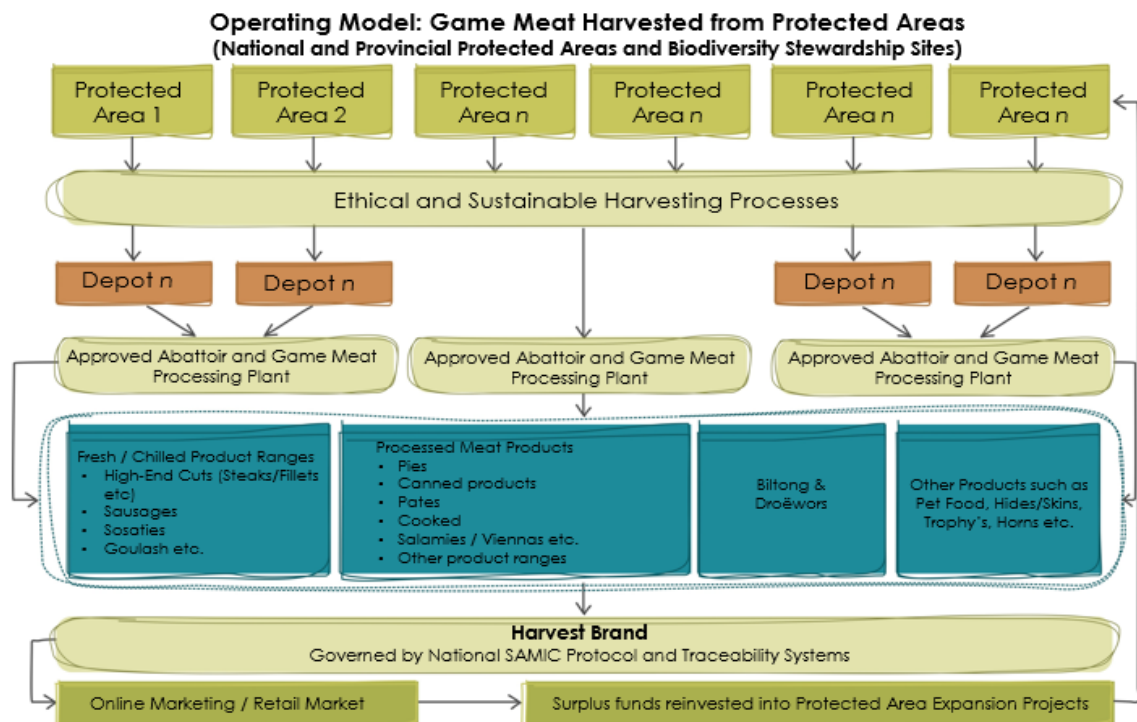 Operating Model: Game Meat Harvested from Protected Areas
(National and Provincial Protected Areas and Biodiversity Stewardship Sites)
Protected
Area 1
Protected
Area 2
Protected
Area n
Protected
Area n
Protected
Area n
Protected
Area n
Ethical and Sustainable Harvesting Processes
Depot n
Depot n
Depot n
Depot n
Approved Abattoir and Game Meat
Processing Plant
Approved Abattoir and Game Meat
Processing Plant
Approved Abattoir and Game Meat
Processing Plant
Fresh / Chilled Product Ranges
• High-End Cuts (Steaks/Fillets
etc)
• Sausages
• Sosaties
• Goulash etc.
Processed Meat Products
• Pies
• Canned products
• Pates
• Cooked
• Salamies / Viennas etc.
• Other product ranges
Biltong &
Droëwors
Other Products such as
Pet Food, Hides/Skins,
Trophy's, Horns etc.
Harvest Brand
Governed by National SAMIC Protocol and Traceability Systems
Online Marketing / Retail Market
Surplus funds reinvested into Protected Area Expansion Projects